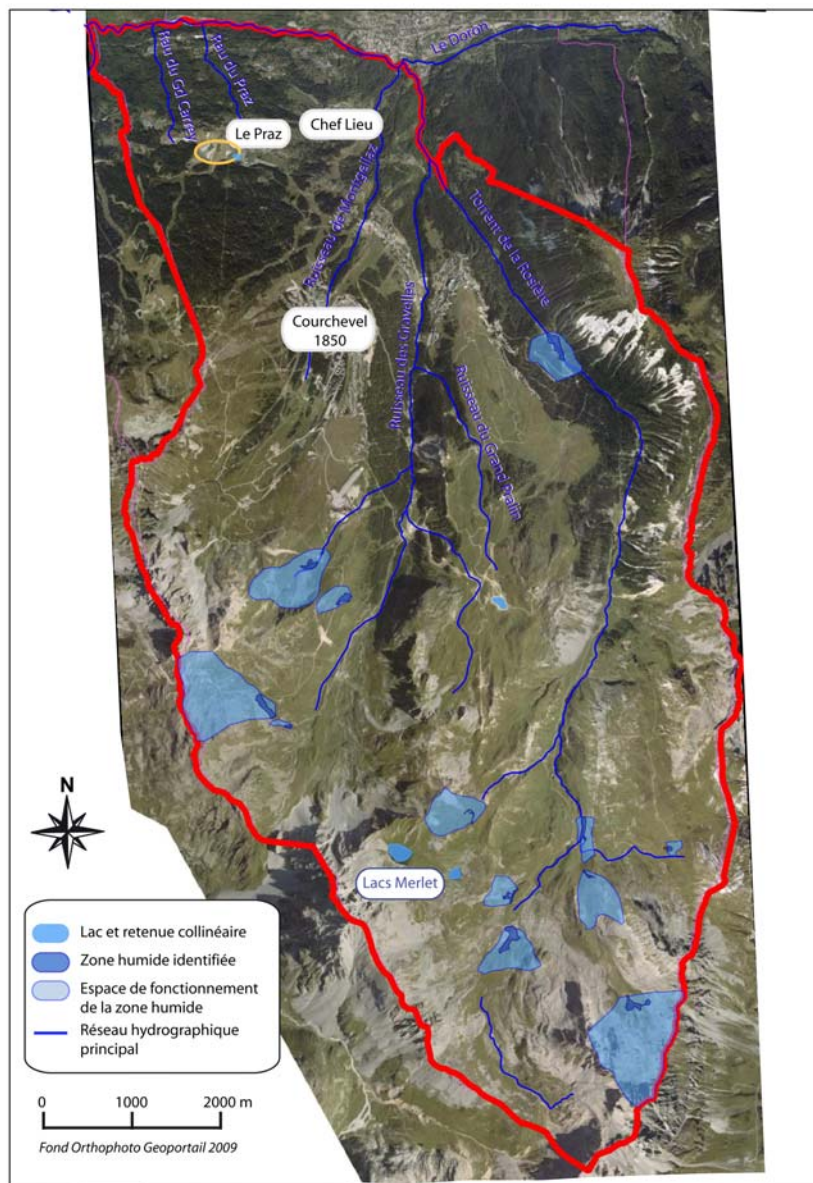 Le Doron
Rau du Gd Carrey
Rau du Praz
Le Praz
Chef Lieu
Ruisseau de Montgellaz
Torrent de la Rosière
Courchevel
1850
Ruisseau des Gravelles
Ruisseau du Grand Pralin
N
Lacs Merlet
Lac et retenue collinéaire
Zone humide identifiée
Espace de fonctionnement
de la zone humide
Réseau hydrographique
principal
0 1000 2000 m
Fond Orthophoto Geoportail 2009